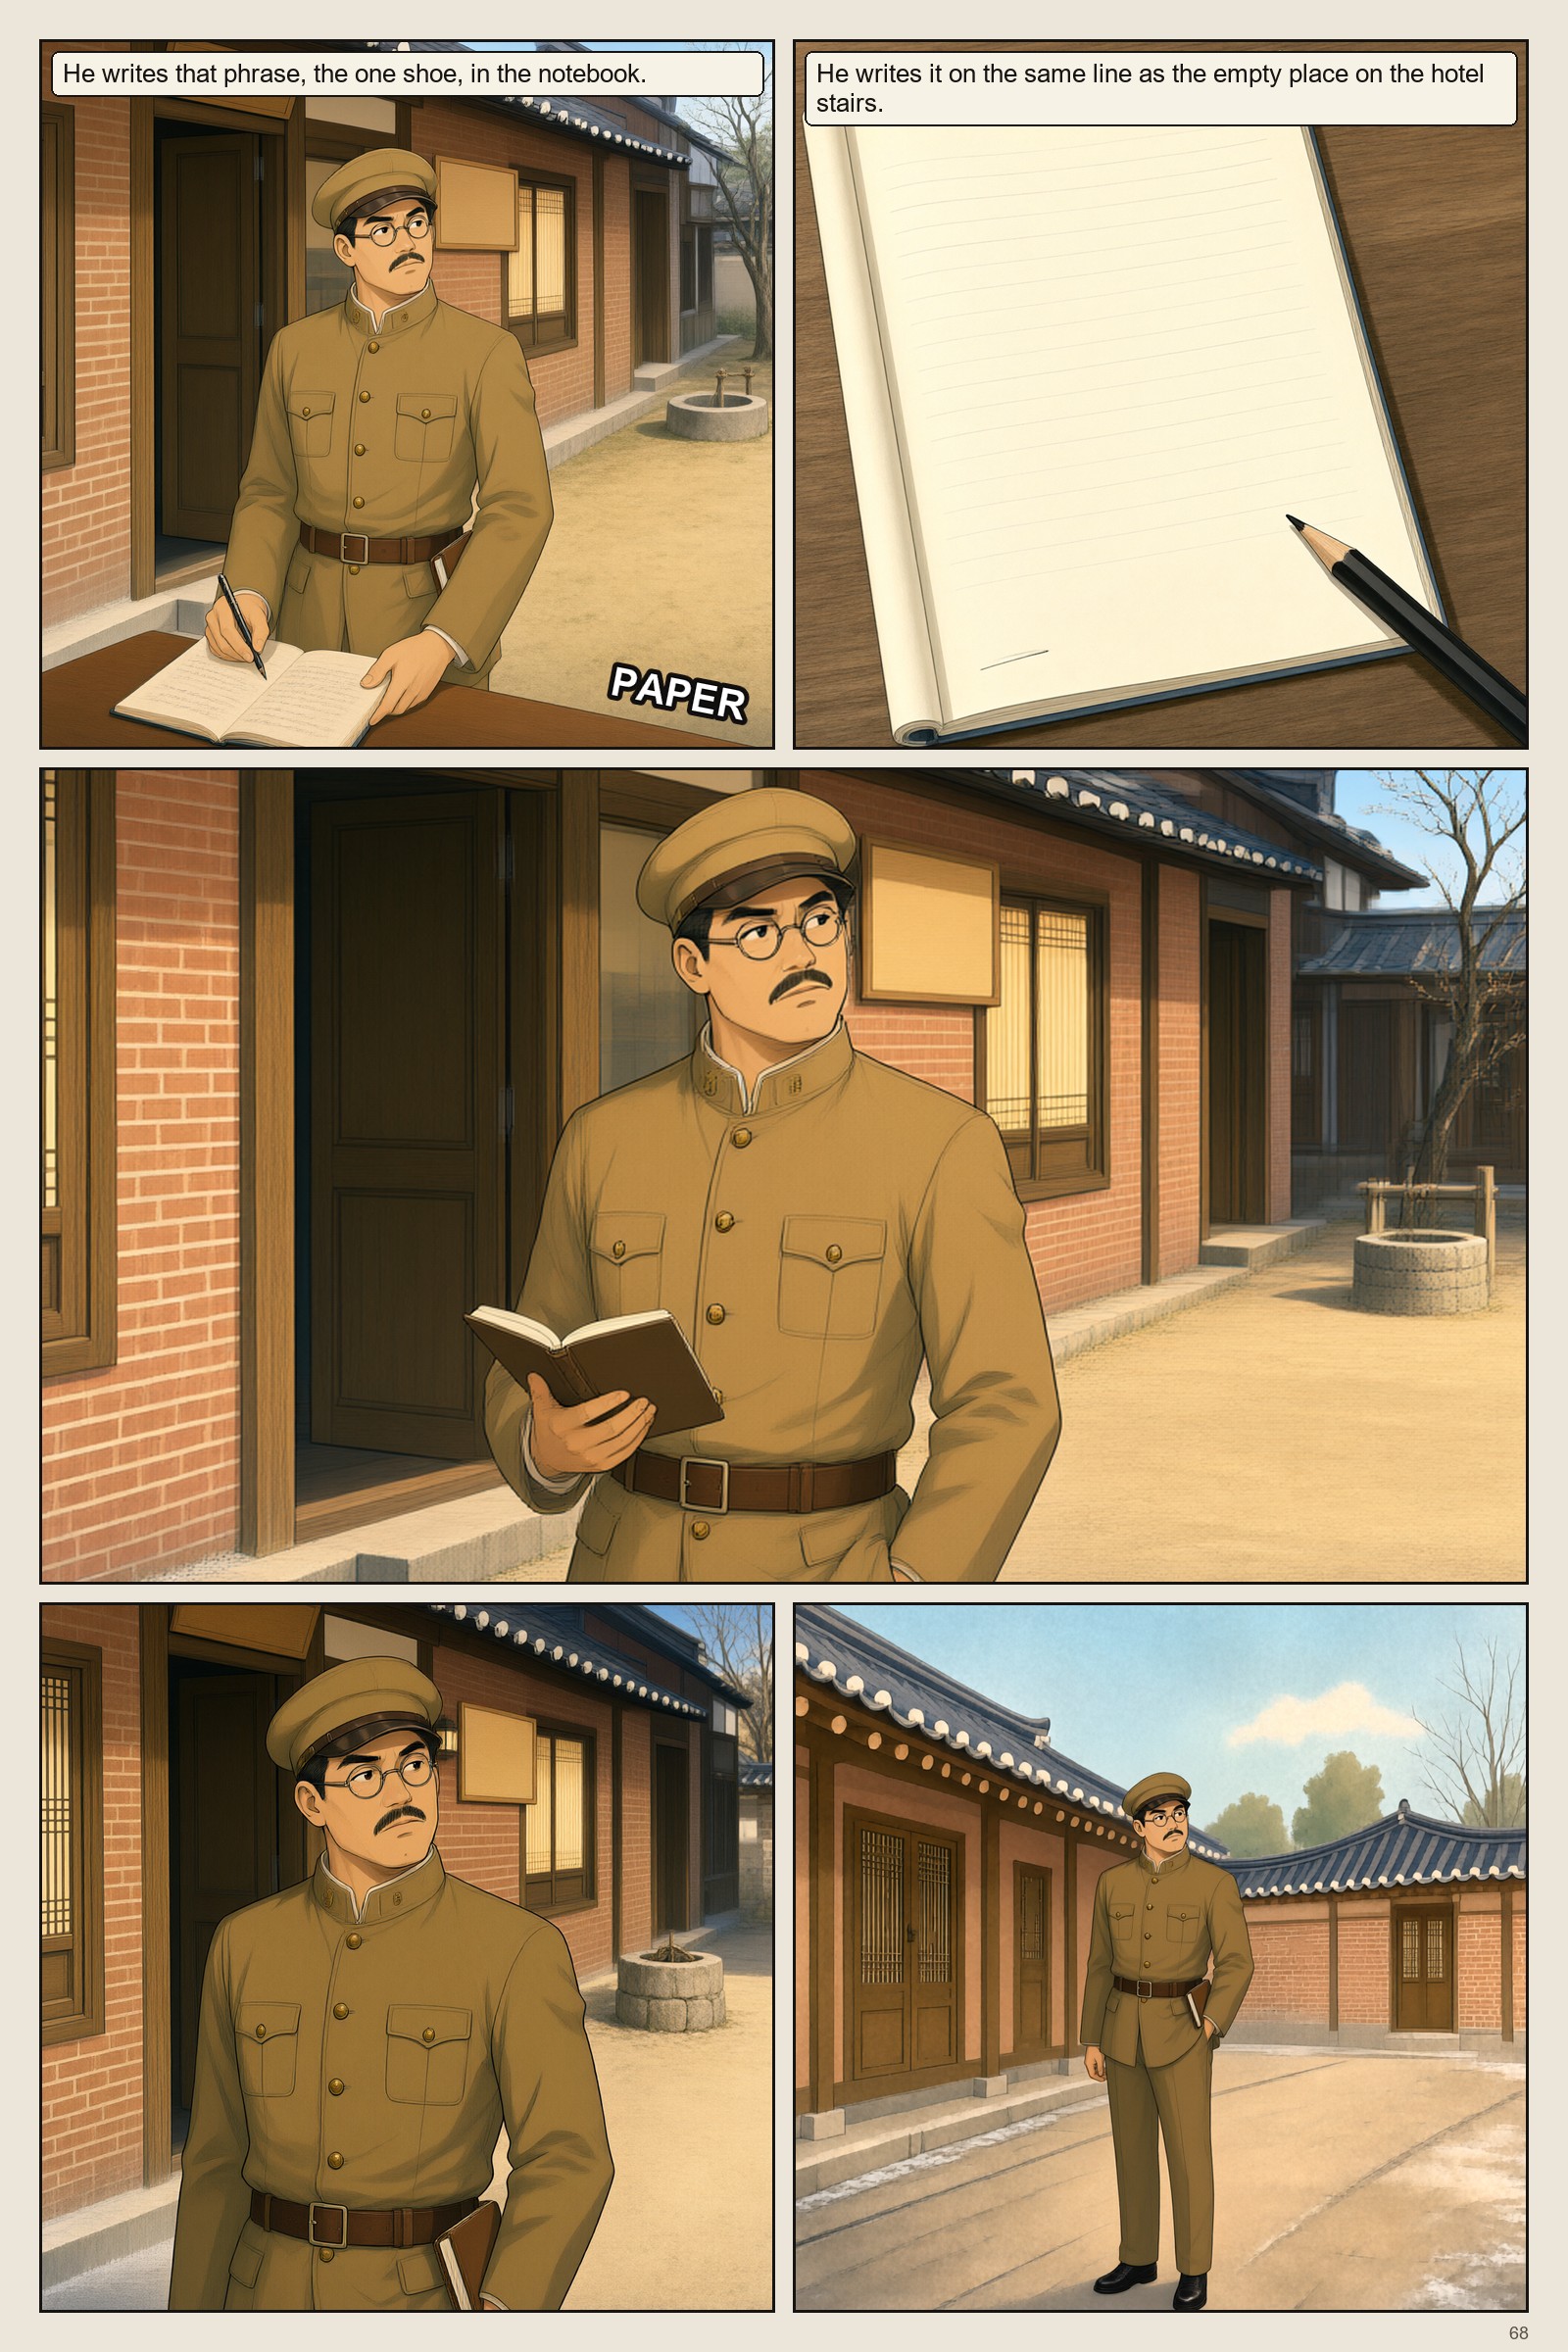 He writes that phrase, the one shoe, in the notebook.
He writes it on the same line as the empty place on the hotel
stairs.
PAPER
68